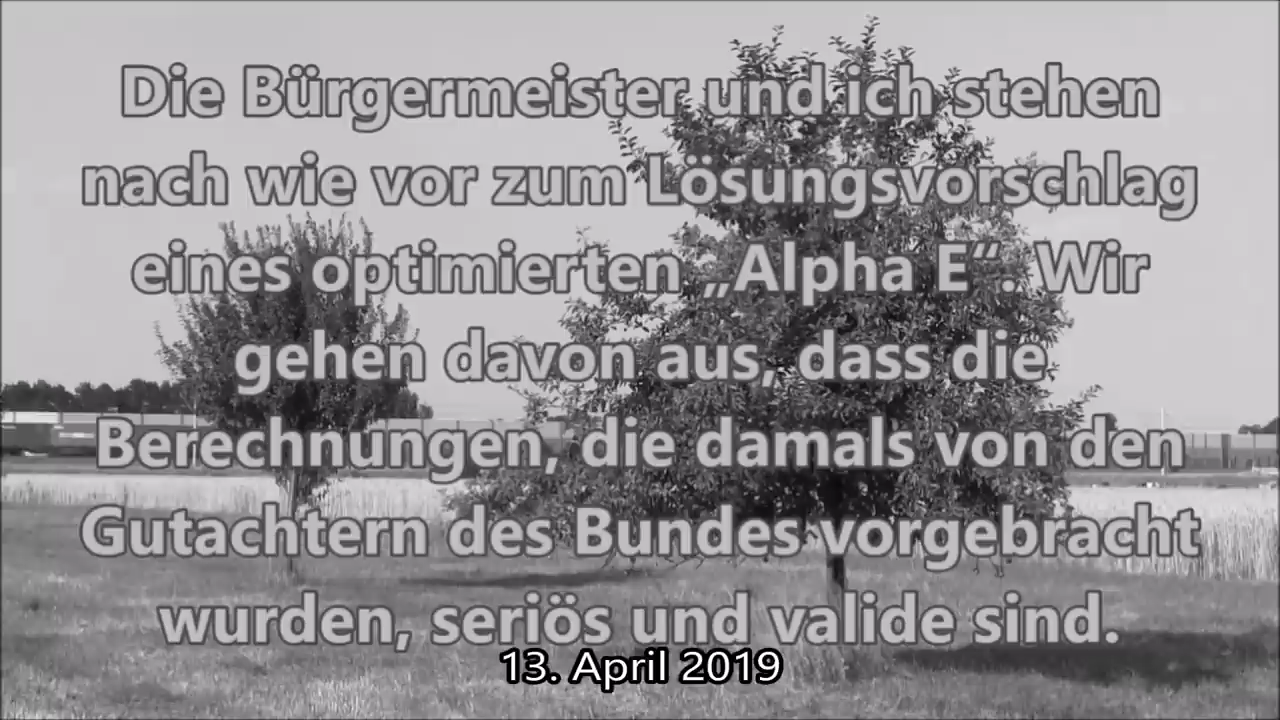 Die Bürgermeister und ich stehen
nach wie vor zum Lösungsvorschlag
eines optimierten „Alpha E“. Wir
gehen davon aus, dass die
Berechnungen, die damals von den
Gutachtern des Bundes vorgebracht
wurden, seriös und valide sind.
13. April 2019